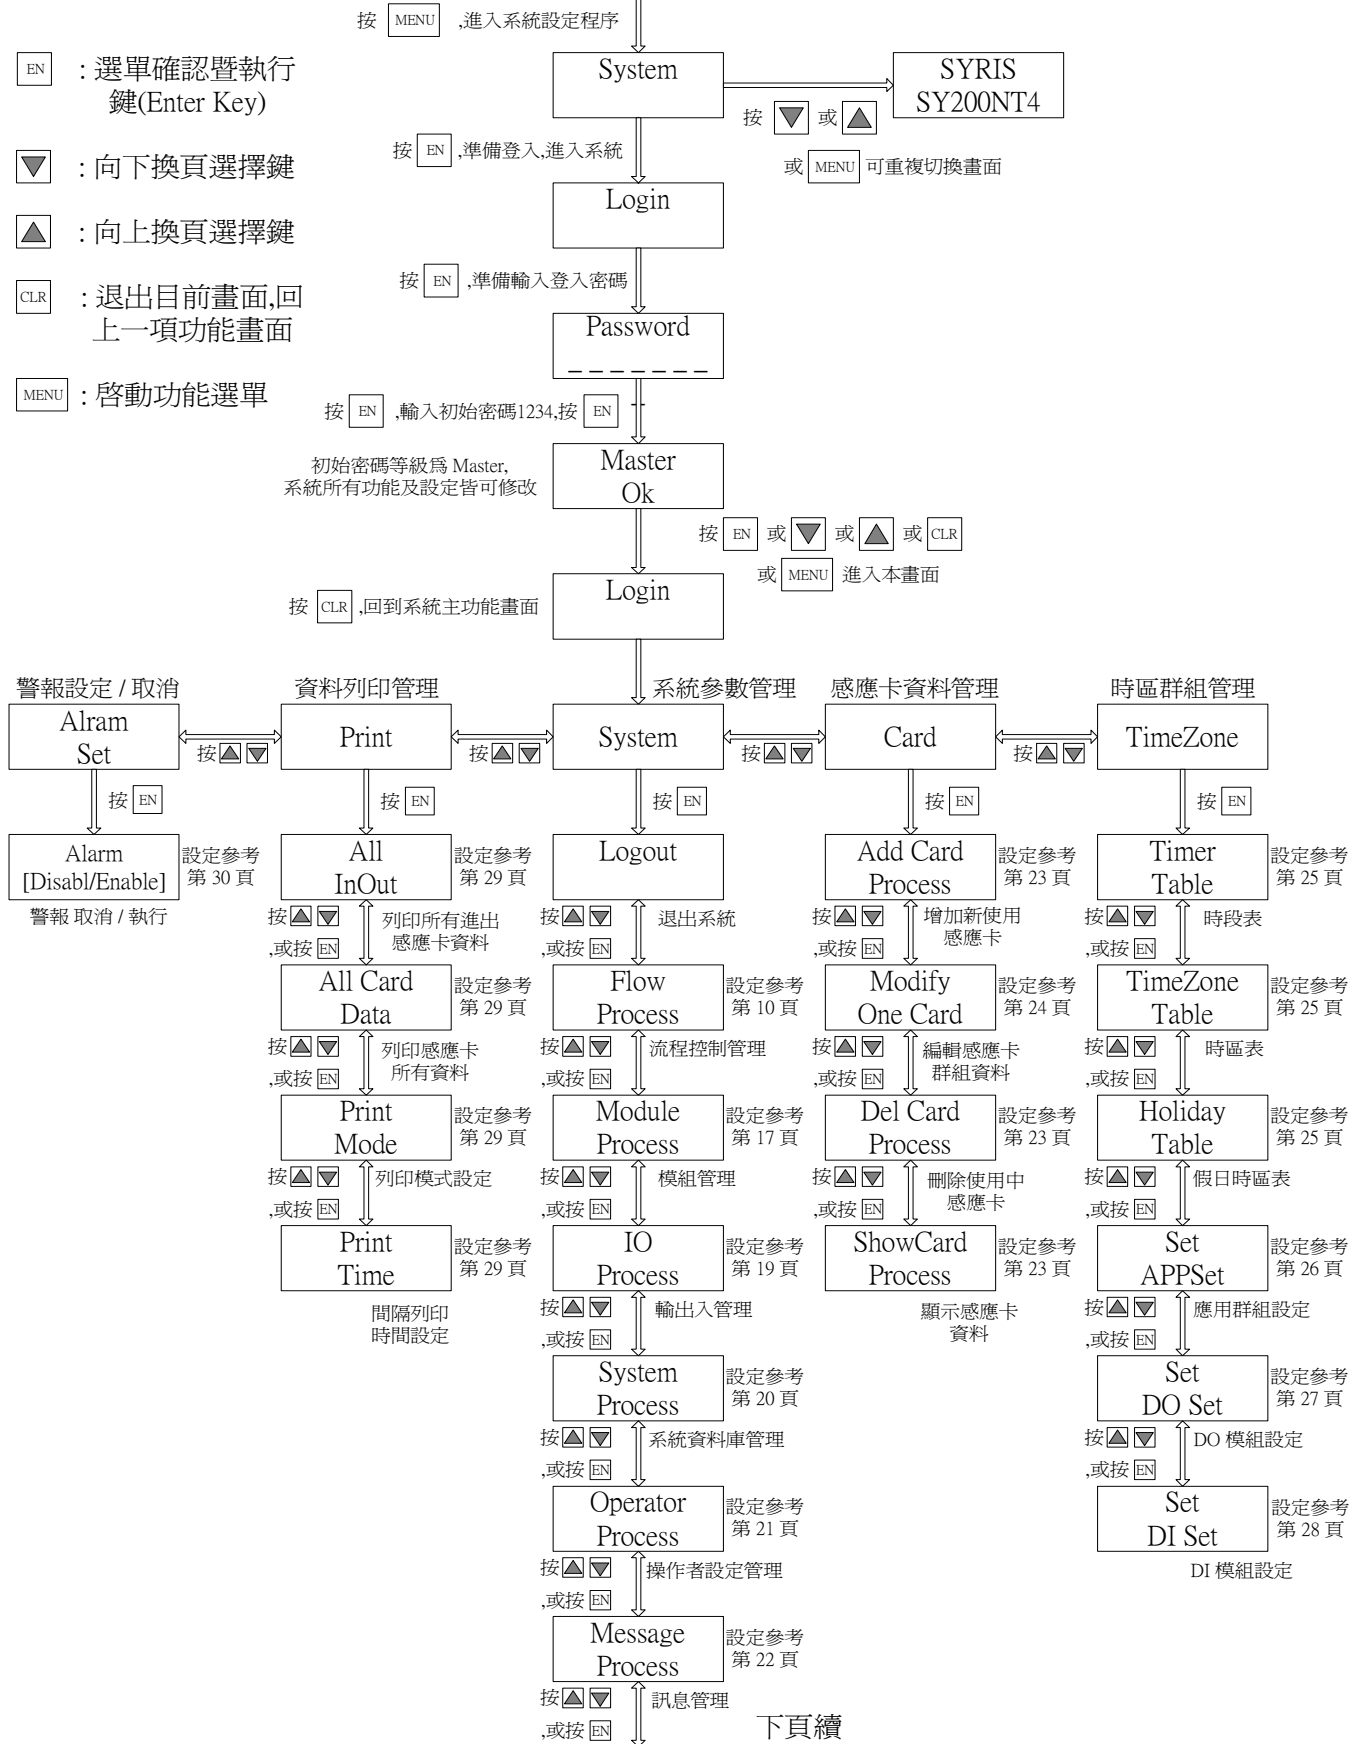 按 MENU ,進入系統設定程序
EN : 選單確認暨執行
鍵(Enter Key)
: 向下換頁選擇鍵
: 向上換頁選擇鍵
CLR : 退出目前畫面,回
上一項功能畫面
MENU : 啓動功能選單
System
SYRIS
SY200NT4
按 ▼ 或 ▲
或 MENU 可重複切換畫面
按 EN ,準備登入,進入系統
Login
按 EN ,準備輸入登入密碼
Password
_ _ _ _ _ _ _
按 EN ,輸入初始密碼1234,按 EN
初始密碼等級爲 Master,
系統所有功能及設定皆可修改
Master
Ok
按 EN 或 ▼ 或 ▲ 或 CLR
或 MENU 進入本畫面
Login
按 CLR ,回到系統主功能畫面
警報設定 / 取消
Alram
Set
按 ▲ ▼
按 EN
Alarm
[Disabl/Enable]
設定參考
第 30 頁
警報 取消 / 執行
資料列印管理
Print
按 ▲ ▼
按 EN
All
InOut
設定參考
第 29 頁
按 ▲ ▼
,或按 EN
列印所有進出
感應卡資料
All Card
Data
設定參考
第 29 頁
按 ▲ ▼
,或按 EN
列印感應卡
所有資料
Print
Mode
設定參考
第 29 頁
按 ▲ ▼
,或按 EN
列印模式設定
Print
Time
設定參考
第 29 頁
間隔列印
時間設定
系統參數管理
System
按 ▲ ▼
按 EN
Logout
按 ▲ ▼
,或按 EN
退出系統
Flow
Process
設定參考
第 10 頁
按 ▲ ▼
,或按 EN
流程控制管理
Module
Process
設定參考
第 17 頁
按 ▲ ▼
,或按 EN
模組管理
IO
Process
設定參考
第 19 頁
按 ▲ ▼
,或按 EN
輸出入管理
System
Process
設定參考
第 20 頁
按 ▲ ▼
,或按 EN
系統資料庫管理
Operator
Process
設定參考
第 21 頁
按 ▲ ▼
,或按 EN
操作者設定管理
Message
Process
設定參考
第 22 頁
按 ▲ ▼
,或按 EN
訊息管理
感應卡資料管理
Card
按 ▲ ▼
按 EN
Add Card
Process
設定參考
第 23 頁
按 ▲ ▼
,或按 EN
增加新使用
感應卡
Modify
One Card
設定參考
第 24 頁
按 ▲ ▼
,或按 EN
編輯感應卡
群組資料
Del Card
Process
設定參考
第 23 頁
按 ▲ ▼
,或按 EN
刪除使用中
感應卡
ShowCard
Process
設定參考
第 23 頁
顯示感應卡
資料
時區群組管理
TimeZone
按 EN
Timer
Table
設定參考
第 25 頁
按 ▲ ▼
,或按 EN
時段表
TimeZone
Table
設定參考
第 25 頁
按 ▲ ▼
,或按 EN
時區表
Holiday
Table
設定參考
第 25 頁
按 ▲ ▼
,或按 EN
假日時區表
Set
APPSet
設定參考
第 26 頁
按 ▲ ▼
,或按 EN
應用群組設定
Set
DO Set
設定參考
第 27 頁
按 ▲ ▼
,或按 EN
DO 模組設定
Set
DI Set
設定參考
第 28 頁
DI 模組設定
下頁續